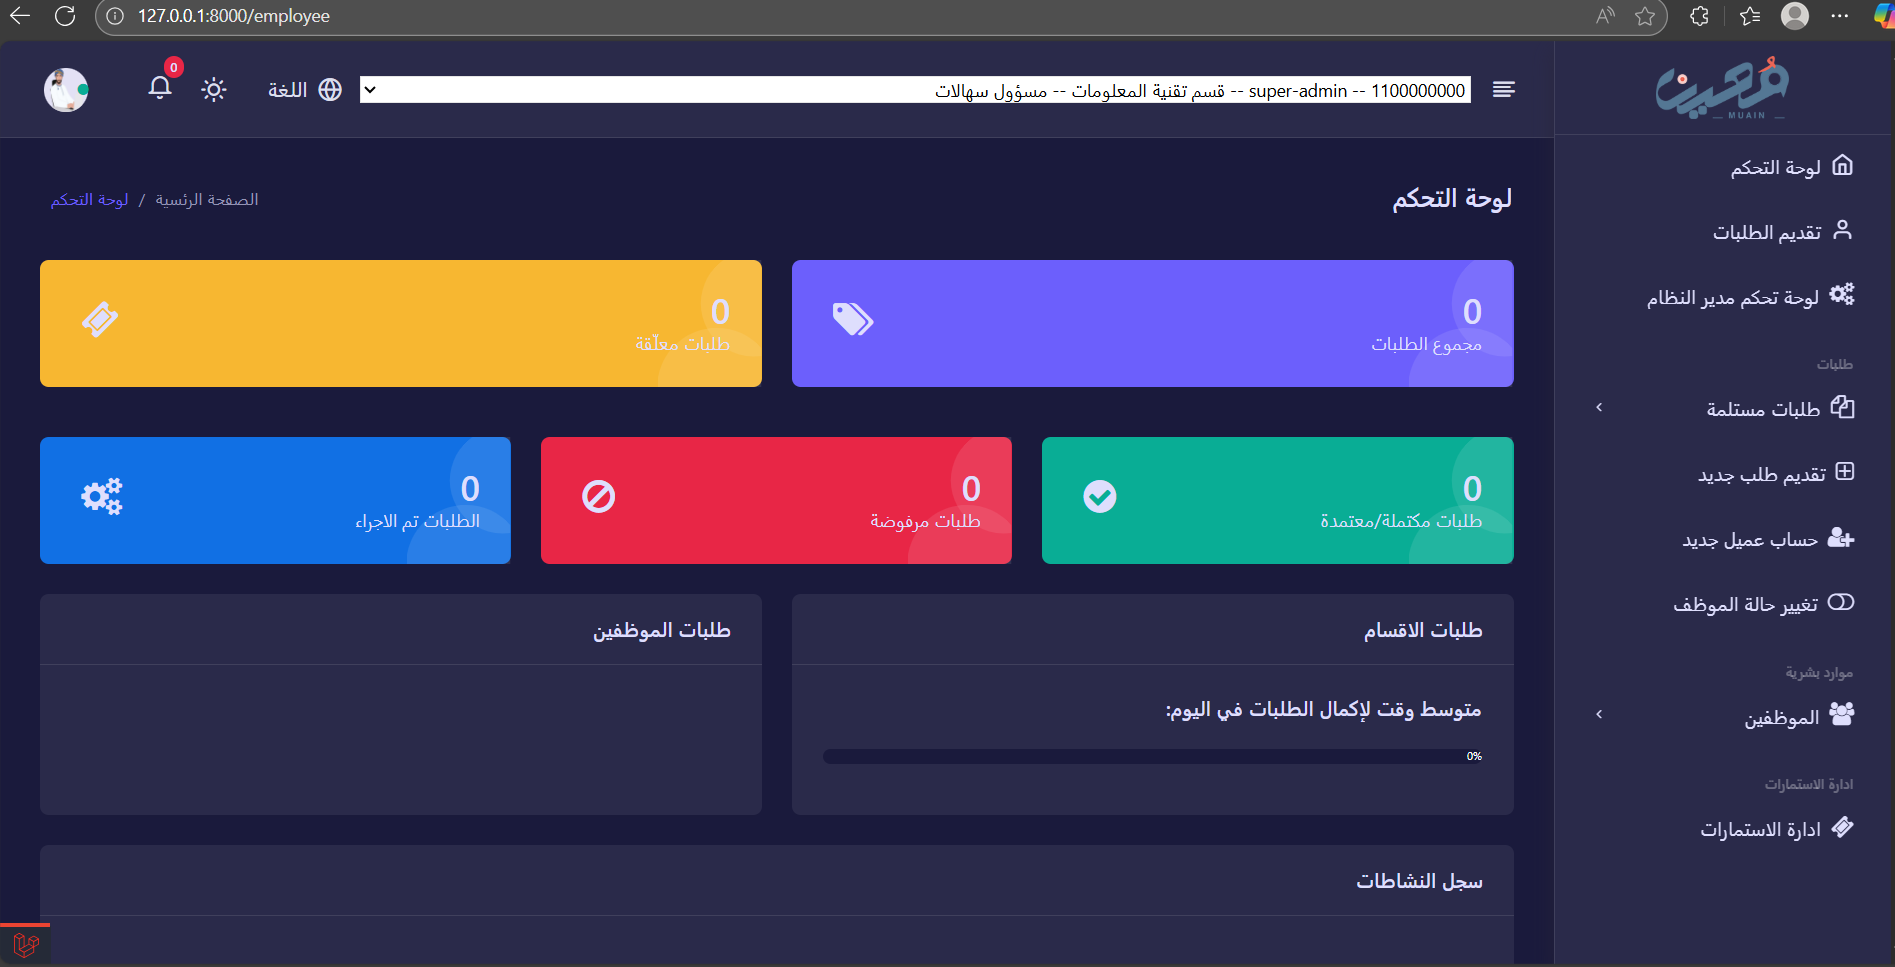 127.0.0.1:8000/employee
معين
MUAIN
1100000000 -- super-admin -- قسم تقنية المعلومات -- مسؤول سهالات
اللغة
0
لوحة التحكم
تقديم الطلبات
لوحة تحكم مدير النظام
طلبات
طلبات مستلمة
تقديم طلب جديد
حساب عميل جديد
تغيير حالة الموظف
موارد بشرية
الموظفين
ادارة الاستمارات
ادارة الاستمارات
لوحة التحكم
الصفحة الرئسية / لوحة التحكم
0
مجموع الطلبات
0
طلبات معلّقة
0
طلبات مكتملة/معتمدة
0
طلبات مرفوضة
0
الطلبات تم الاجراء
طلبات الاقسام
متوسط وقت لإكمال الطلبات في اليوم:
0%
طلبات الموظفين
سجل النشاطات